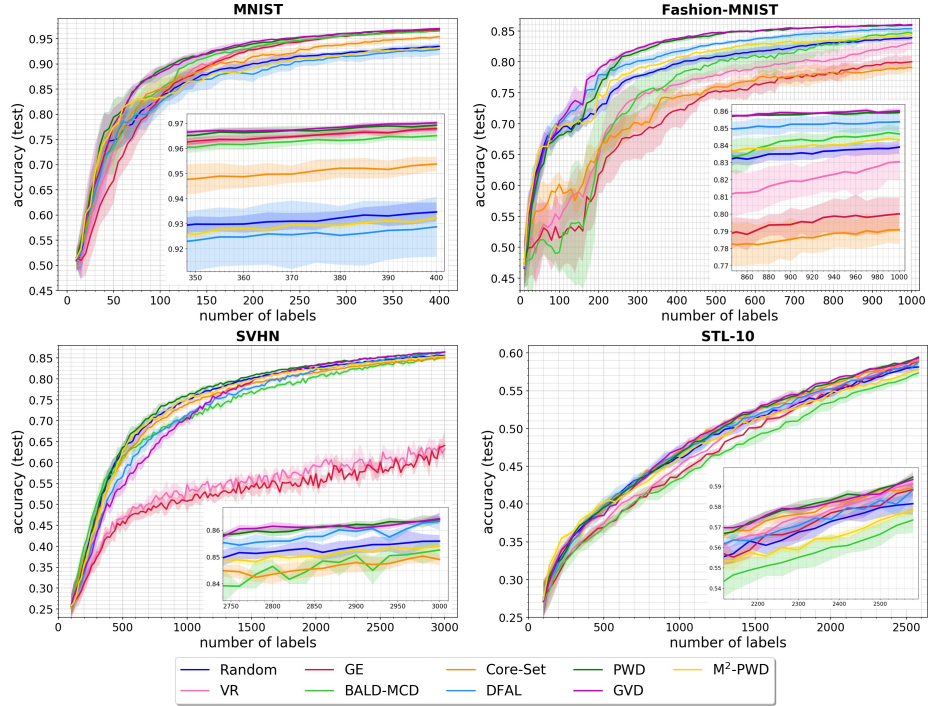 MNIST
accuracy (test)
0.95
0.90
0.85
0.80
0.75
0.70
0.65
0.60
0.55
0.50
0.45
0.97
0.96
0.95
0.93
0.92
350 360 370 380 390 400
0 50 100 150 200 250 300 350 400
number of labels
Fashion-MNIST
accuracy (test)
0.85
0.80
0.75
0.70
0.65
0.60
0.55
0.50
0.45
0.86
0.85
0.84
0.82
0.81
0.80
0.79
0.77
860 880 900 920 940 960 980 1000
0 100 200 300 400 500 600 700 800 900 1000
number of labels
SVHN
accuracy (test)
0.85
0.80
0.75
0.70
0.65
0.60
0.55
0.50
0.45
0.40
0.35
0.30
0.25
0.86
0.85
0.84
2750 2800 2850 2900 2950 3000
0 500 1000 1500 2000 2500 3000
number of labels
STL-10
accuracy (test)
0.60
0.55
0.50
0.45
0.40
0.35
0.30
0.25
0.59
0.58
0.57
0.56
0.55
0.54
2200 2300 2400 2500
0 500 1000 1500 2000 2500
number of labels
Random GE Core-Set PWD M²-PWD
VR BALD-MCD DFAL GVD